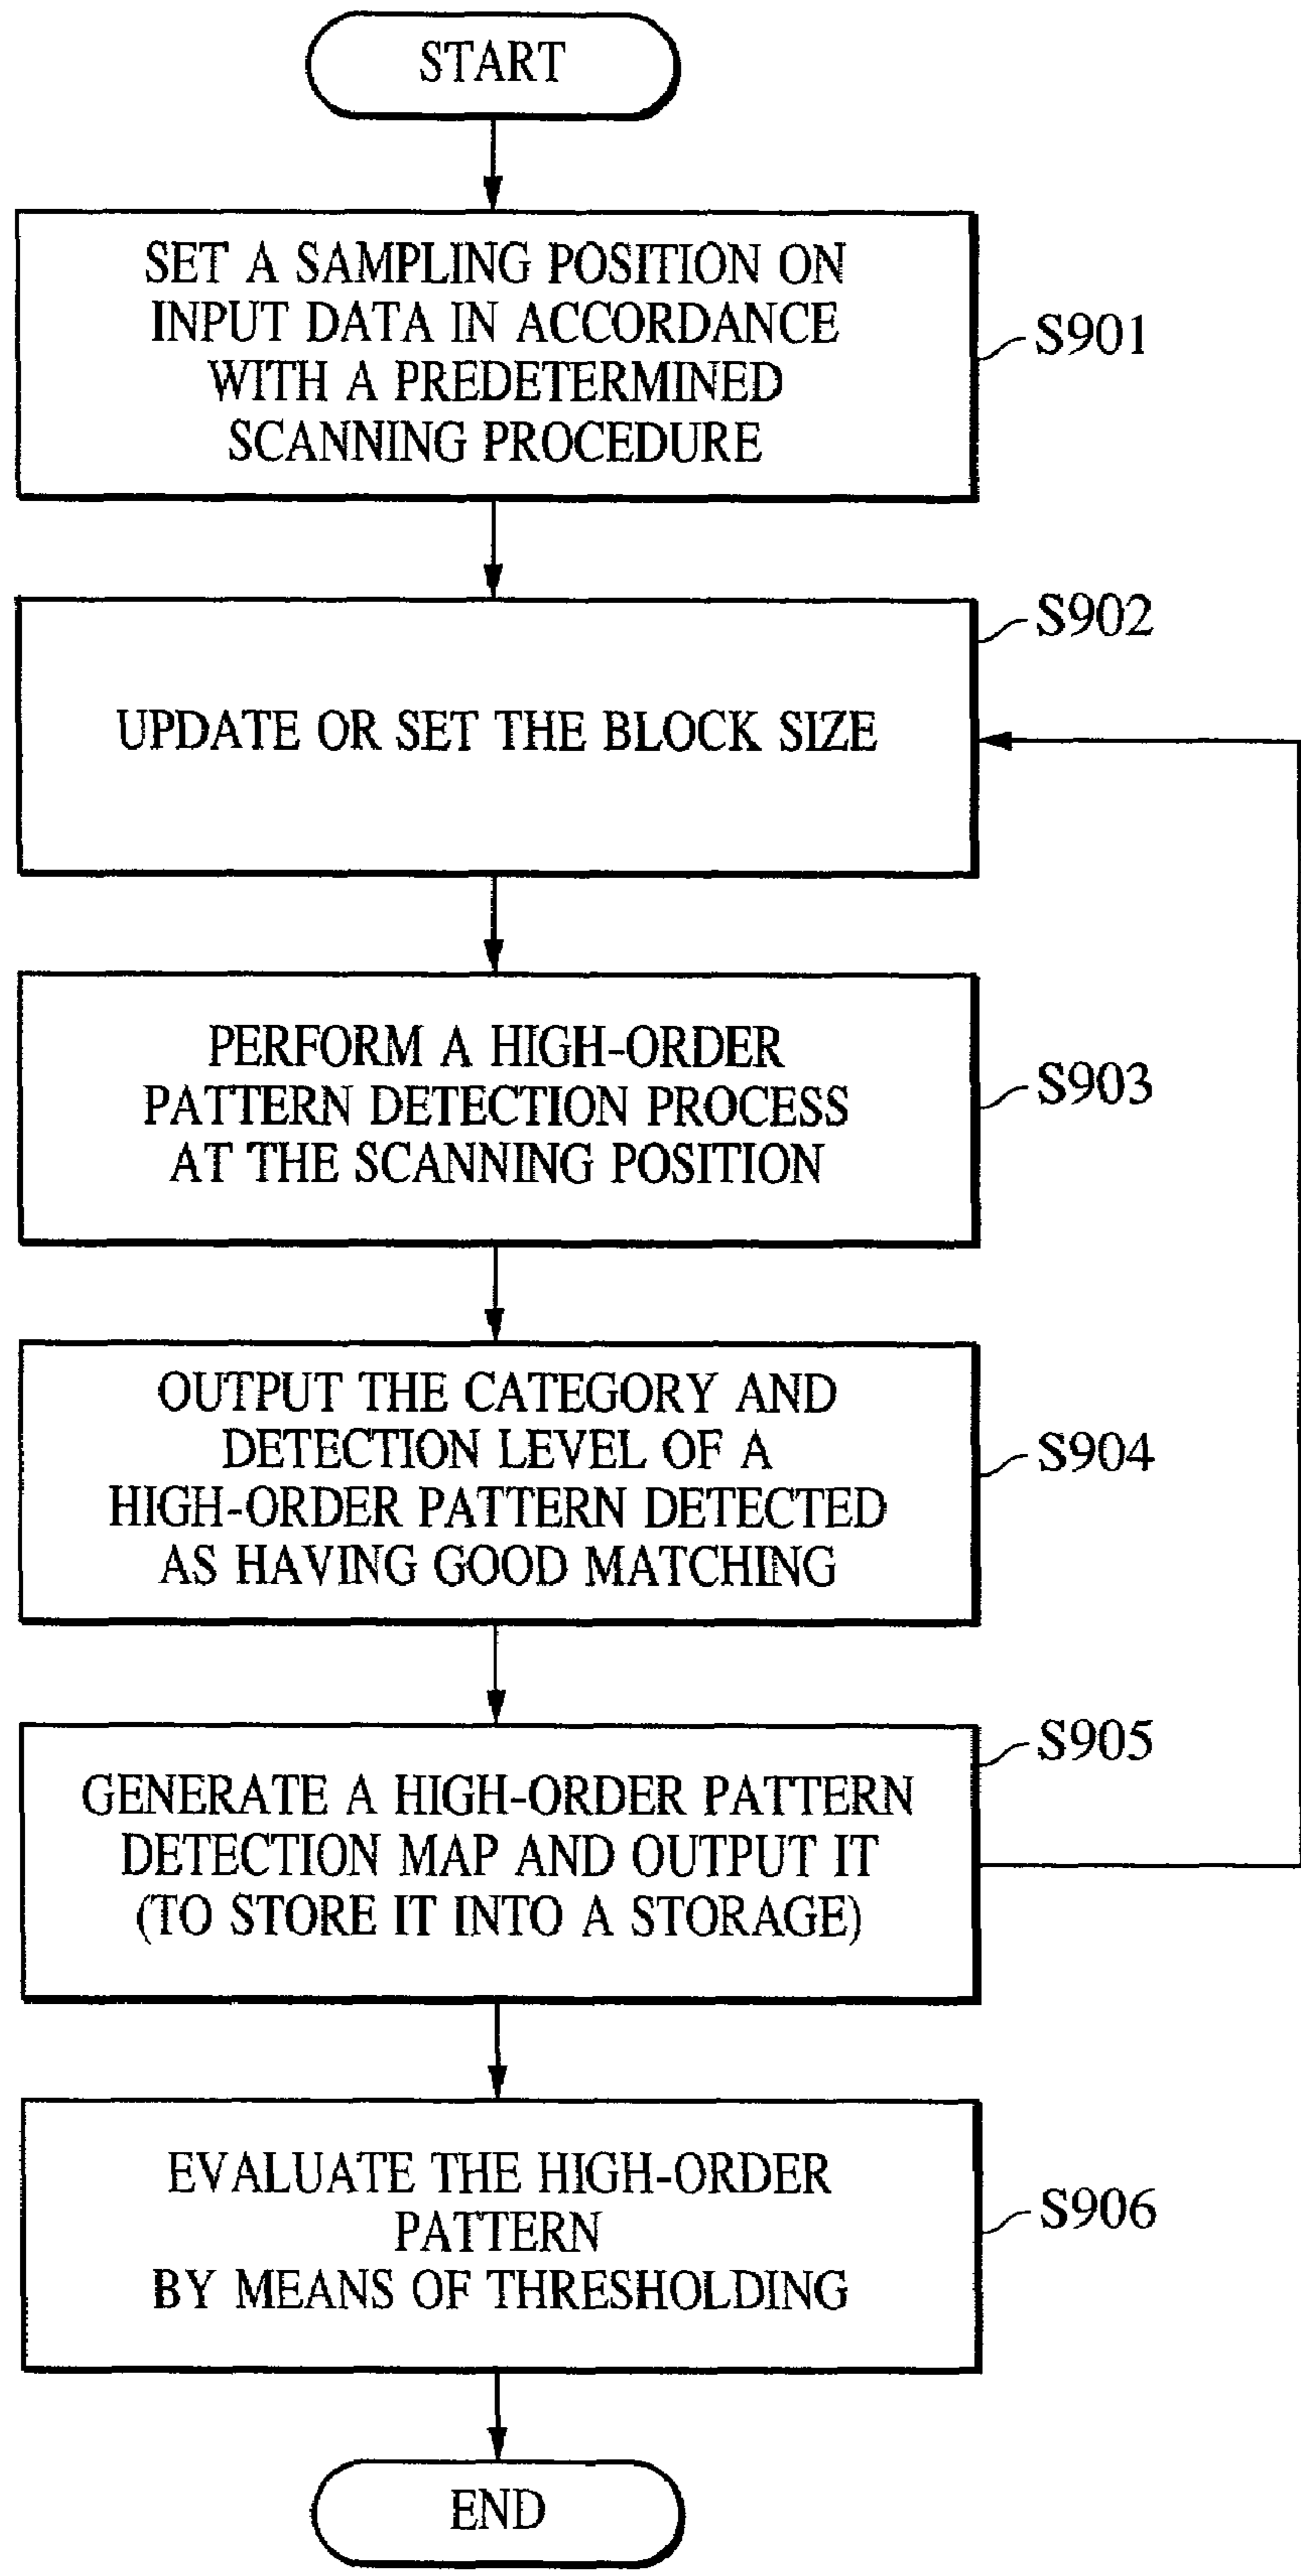 START
SET A SAMPLING POSITION ON
INPUT DATA IN ACCORDANCE
WITH A PREDETERMINED
SCANNING PROCEDURE
S901
S902
UPDATE OR SET THE BLOCK SIZE
PERFORM A HIGH-ORDER
PATTERN DETECTION PROCESS
AT THE SCANNING POSITION
S903
OUTPUT THE CATEGORY AND
DETECTION LEVEL OF A
HIGH-ORDER PATTERN DETECTED
AS HAVING GOOD MATCHING
S904
S905
GENERATE A HIGH-ORDER PATTERN
DETECTION MAP AND OUTPUT IT
(TO STORE IT INTO A STORAGE)
EVALUATE THE HIGH-ORDER
PATTERN
BY MEANS OF THRESHOLDING
S906
END